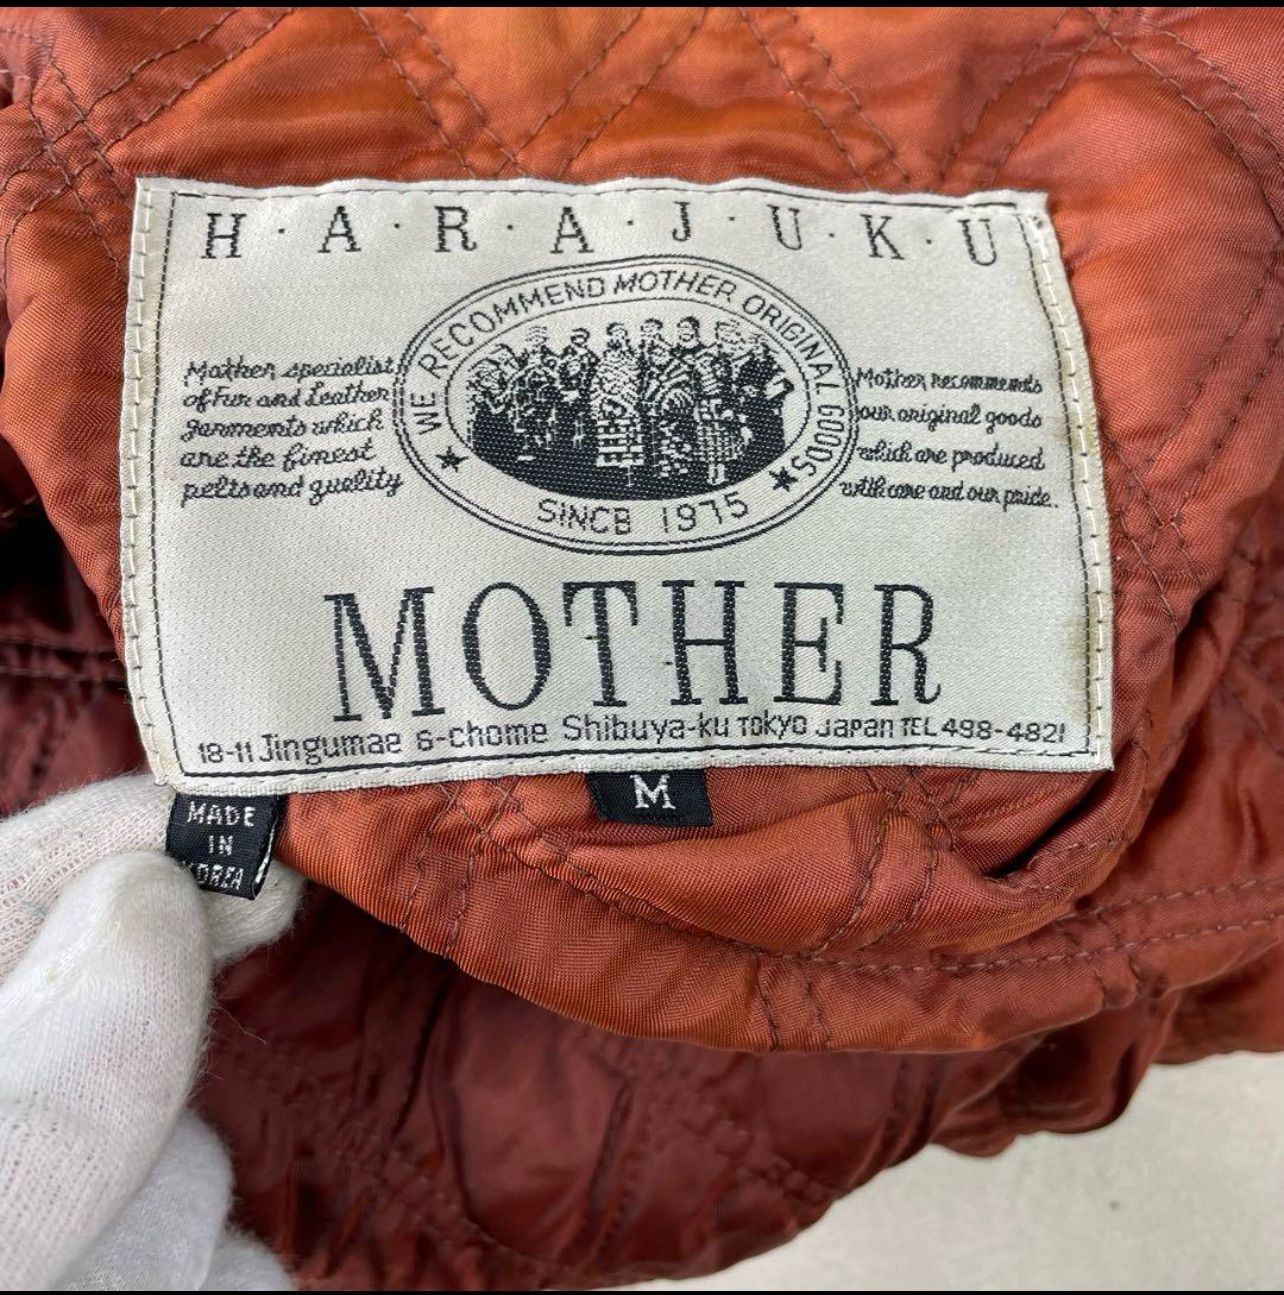 H·A·R·A·J·U·K·U
WE RECOMMEND MOTHER ORIGINAL GOODS
Mother specialist
of Fur and Leather
garments which
are the finest
pelts and quality
Mother recommends
our original goods
which are produced
with care and our pride.
★ SINCE 1975 ★
MOTHER
18-11 Jingumae 6-chome Shibuya-ku Tokyo Japan TEL 498-4821
M
MADE
IN
KOREA